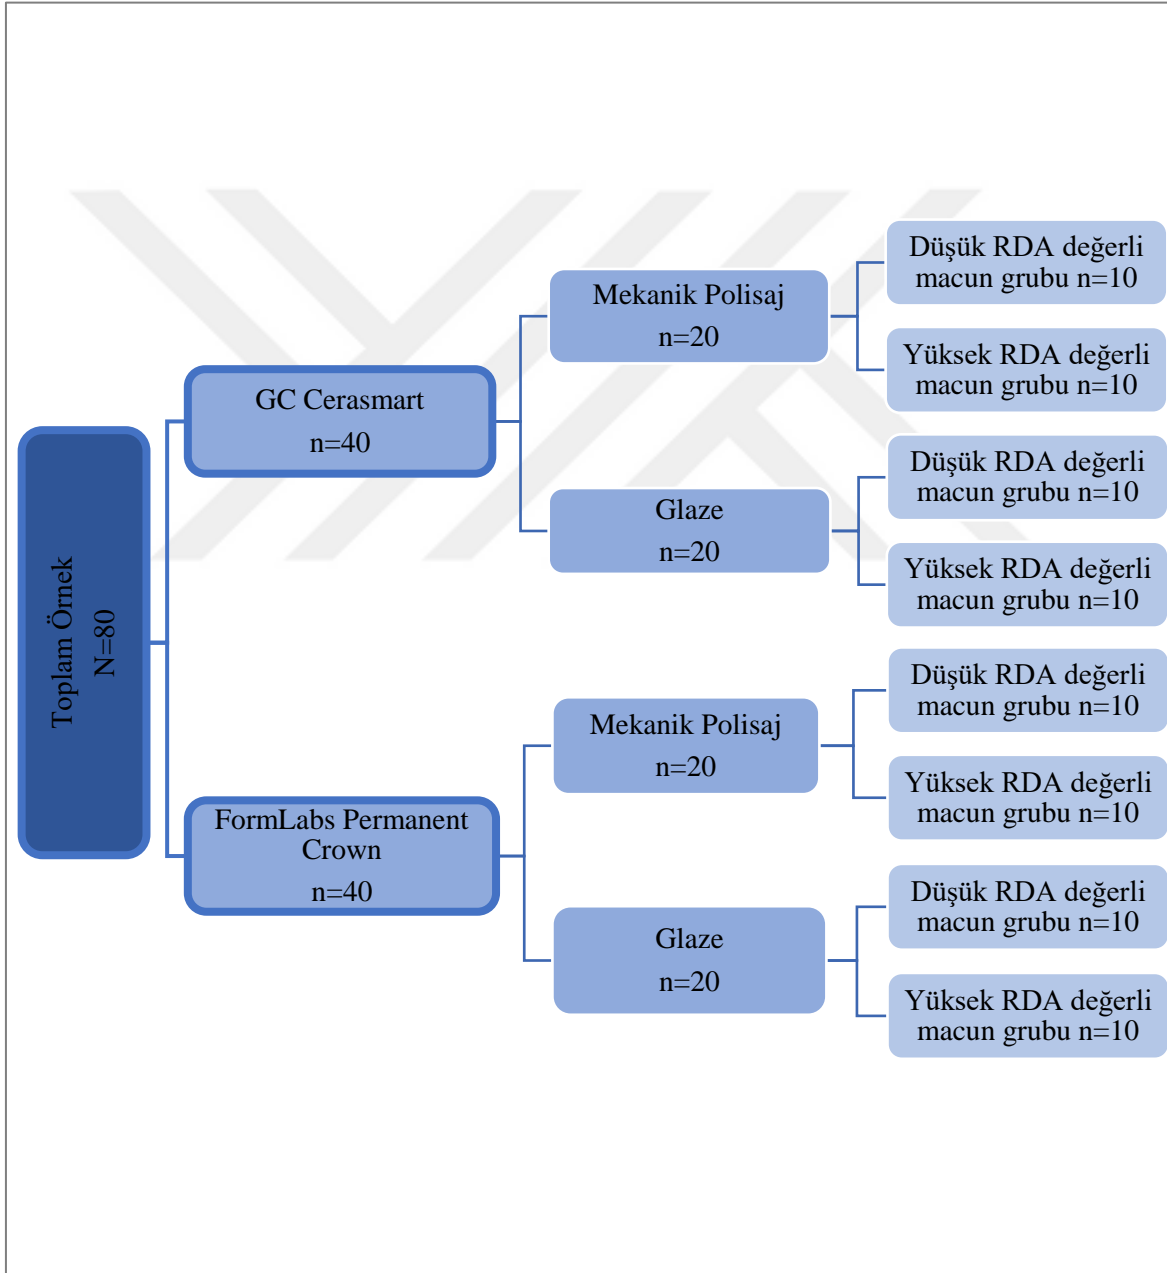 Toplam Örnek
N=80
GC Cerasmart
n=40
Mekanik Polisaj
n=20
Düşük RDA değerli
macun grubu n=10
Yüksek RDA değerli
macun grubu n=10
Glaze
n=20
Düşük RDA değerli
macun grubu n=10
Yüksek RDA değerli
macun grubu n=10
FormLabs Permanent
Crown
n=40
Mekanik Polisaj
n=20
Düşük RDA değerli
macun grubu n=10
Yüksek RDA değerli
macun grubu n=10
Glaze
n=20
Düşük RDA değerli
macun grubu n=10
Yüksek RDA değerli
macun grubu n=10